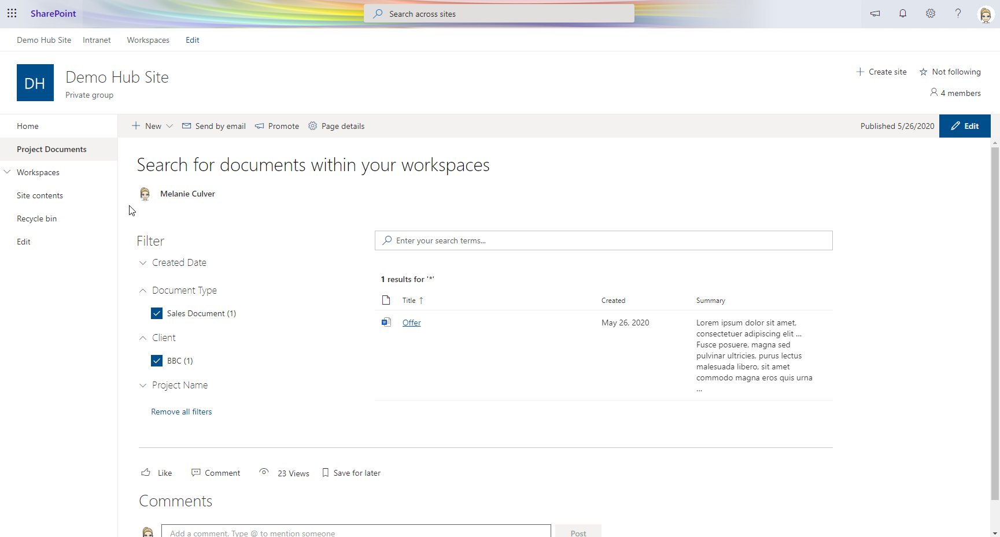 SharePoint
Search across sites
Demo Hub Site Intranet Workspaces Edit
DH
Demo Hub Site
Private group
Create site Not following
4 members
Home
Project Documents
Workspaces
Site contents
Recycle bin
Edit
New Send by email Promote Page details Published 5/26/2020 Edit
Search for documents within your workspaces
Melanie Culver
Filter
Created Date
Document Type
Sales Document (1)
Client
BBC (1)
Project Name
Remove all filters
Enter your search terms...
1 results for '*'
Title ↑ Created Summary
Offer May 26, 2020 Lorem ipsum dolor sit amet,
consectetuer adipiscing elit ...
Fusce posuere, magna sed
pulvinar ultricies, purus lectus
malesuada libero, sit amet
commodo magna eros quis urna
...
Like Comment 23 Views Save for later
Comments
Add a comment. Type @ to mention someone Post